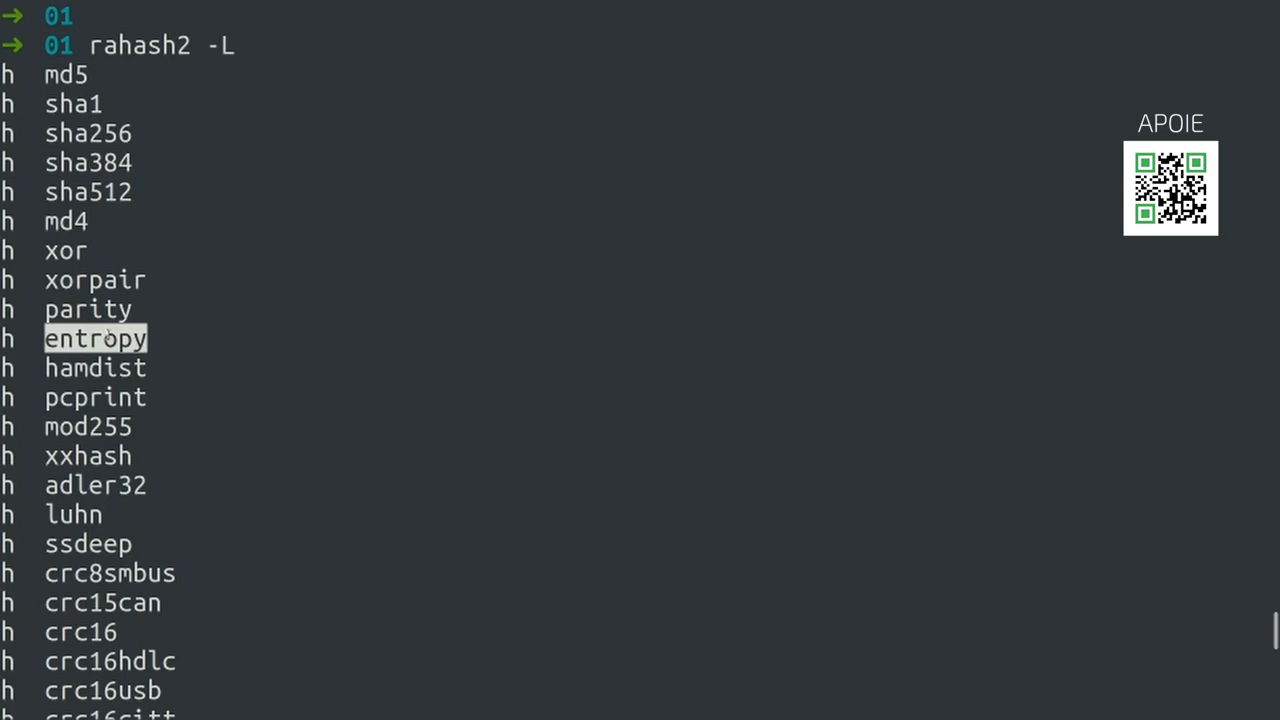 ➜ 01
➜ 01 rahash2 -L
h md5
h sha1
h sha256
h sha384
h sha512
h md4
h xor
h xorpair
h parity
h entropy
h hamdist
h pcprint
h mod255
h xxhash
h adler32
h luhn
h ssdeep
h crc8smbus
h crc15can
h crc16
h crc16hdlc
h crc16usb
h crc16citt
APOIE